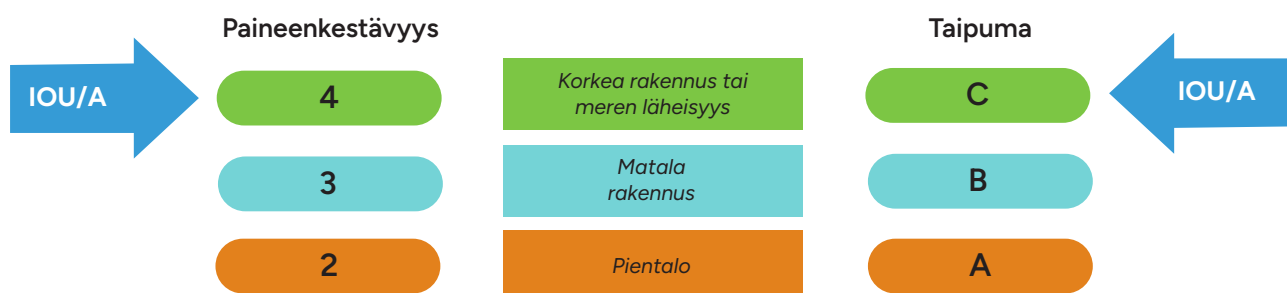 Paineenkestävyys
Taipuma
IOU/A
4
Korkea rakennus tai
meren läheisyys
C
IOU/A
3
Matala
rakennus
B
2
Pientalo
A